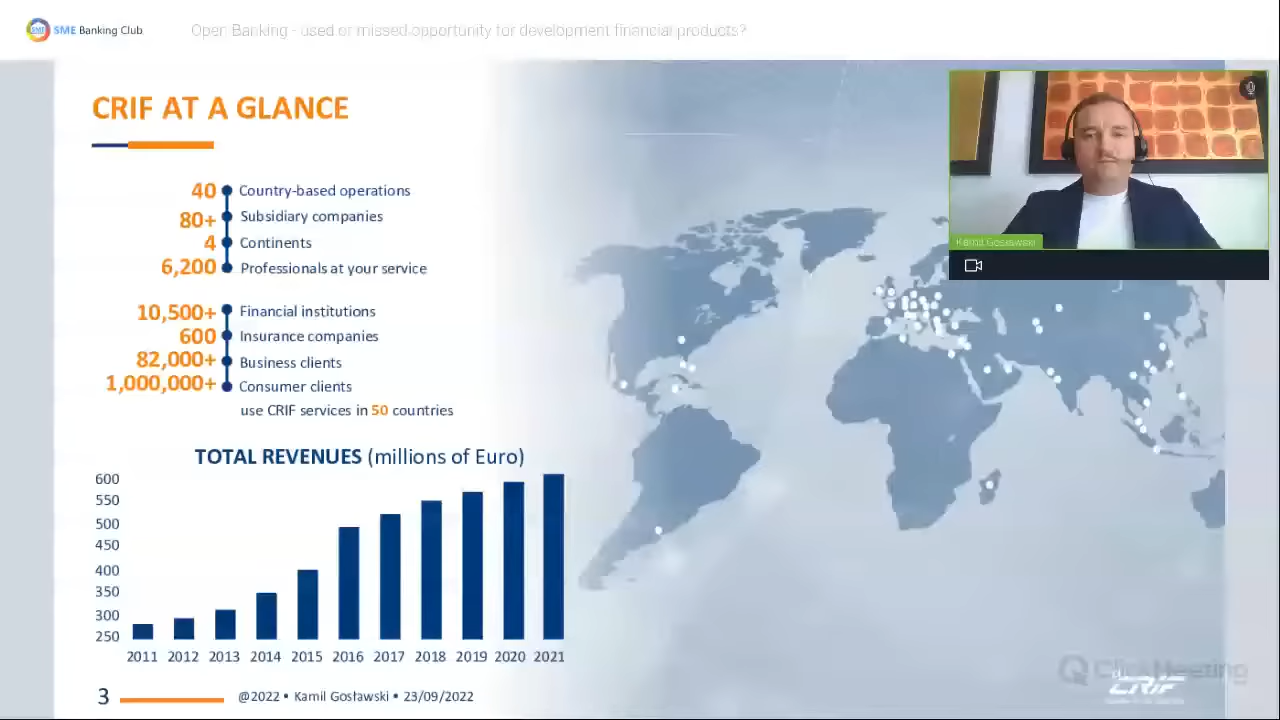 SME SME Banking Club
Open Banking - used or missed opportunity for development financial products?
CRIF AT A GLANCE
40 Country-based operations
80+ Subsidiary companies
4 Continents
6,200 Professionals at your service
10,500+ Financial institutions
600 Insurance companies
82,000+ Business clients
1,000,000+ Consumer clients
use CRIF services in 50 countries
TOTAL REVENUES (millions of Euro)
600
550
500
450
400
350
300
250
2011 2012 2013 2014 2015 2016 2017 2018 2019 2020 2021
3 @2022 • Kamil Gosławski • 23/09/2022
Kamil Gosławski
ClickMeeting
CRIF